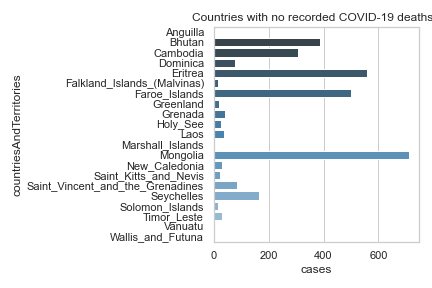 Countries with no recorded COVID-19 deaths
countriesAndTerritories
Anguilla
Bhutan
Cambodia
Dominica
Eritrea
Falkland_Islands_(Malvinas)
Faroe_Islands
Greenland
Grenada
Holy_See
Laos
Marshall_Islands
Mongolia
New_Caledonia
Saint_Kitts_and_Nevis
Saint_Vincent_and_the_Grenadines
Seychelles
Solomon_Islands
Timor_Leste
Vanuatu
Wallis_and_Futuna
0 200 400 600
cases